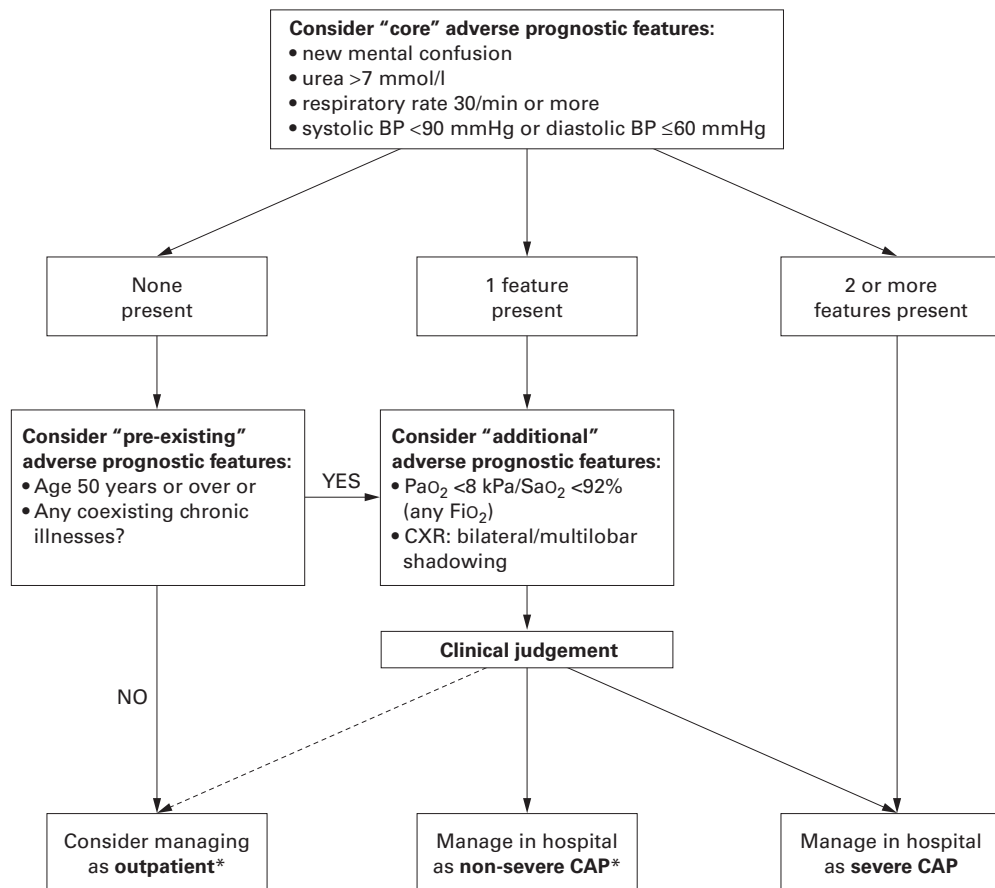 Consider “core” adverse prognostic features:
• new mental confusion
• urea >7 mmol/l
• respiratory rate 30/min or more
• systolic BP <90 mmHg or diastolic BP ≤60 mmHg
None
present
1 feature
present
2 or more
features present
Consider “pre-existing”
adverse prognostic features:
• Age 50 years or over or
• Any coexisting chronic
illnesses?
YES
Consider “additional”
adverse prognostic features:
• PaO₂ <8 kPa/SaO₂ <92%
(any FiO₂)
• CXR: bilateral/multilobar
shadowing
Clinical judgement
NO
Consider managing
as outpatient*
Manage in hospital
as non-severe CAP*
Manage in hospital
as severe CAP